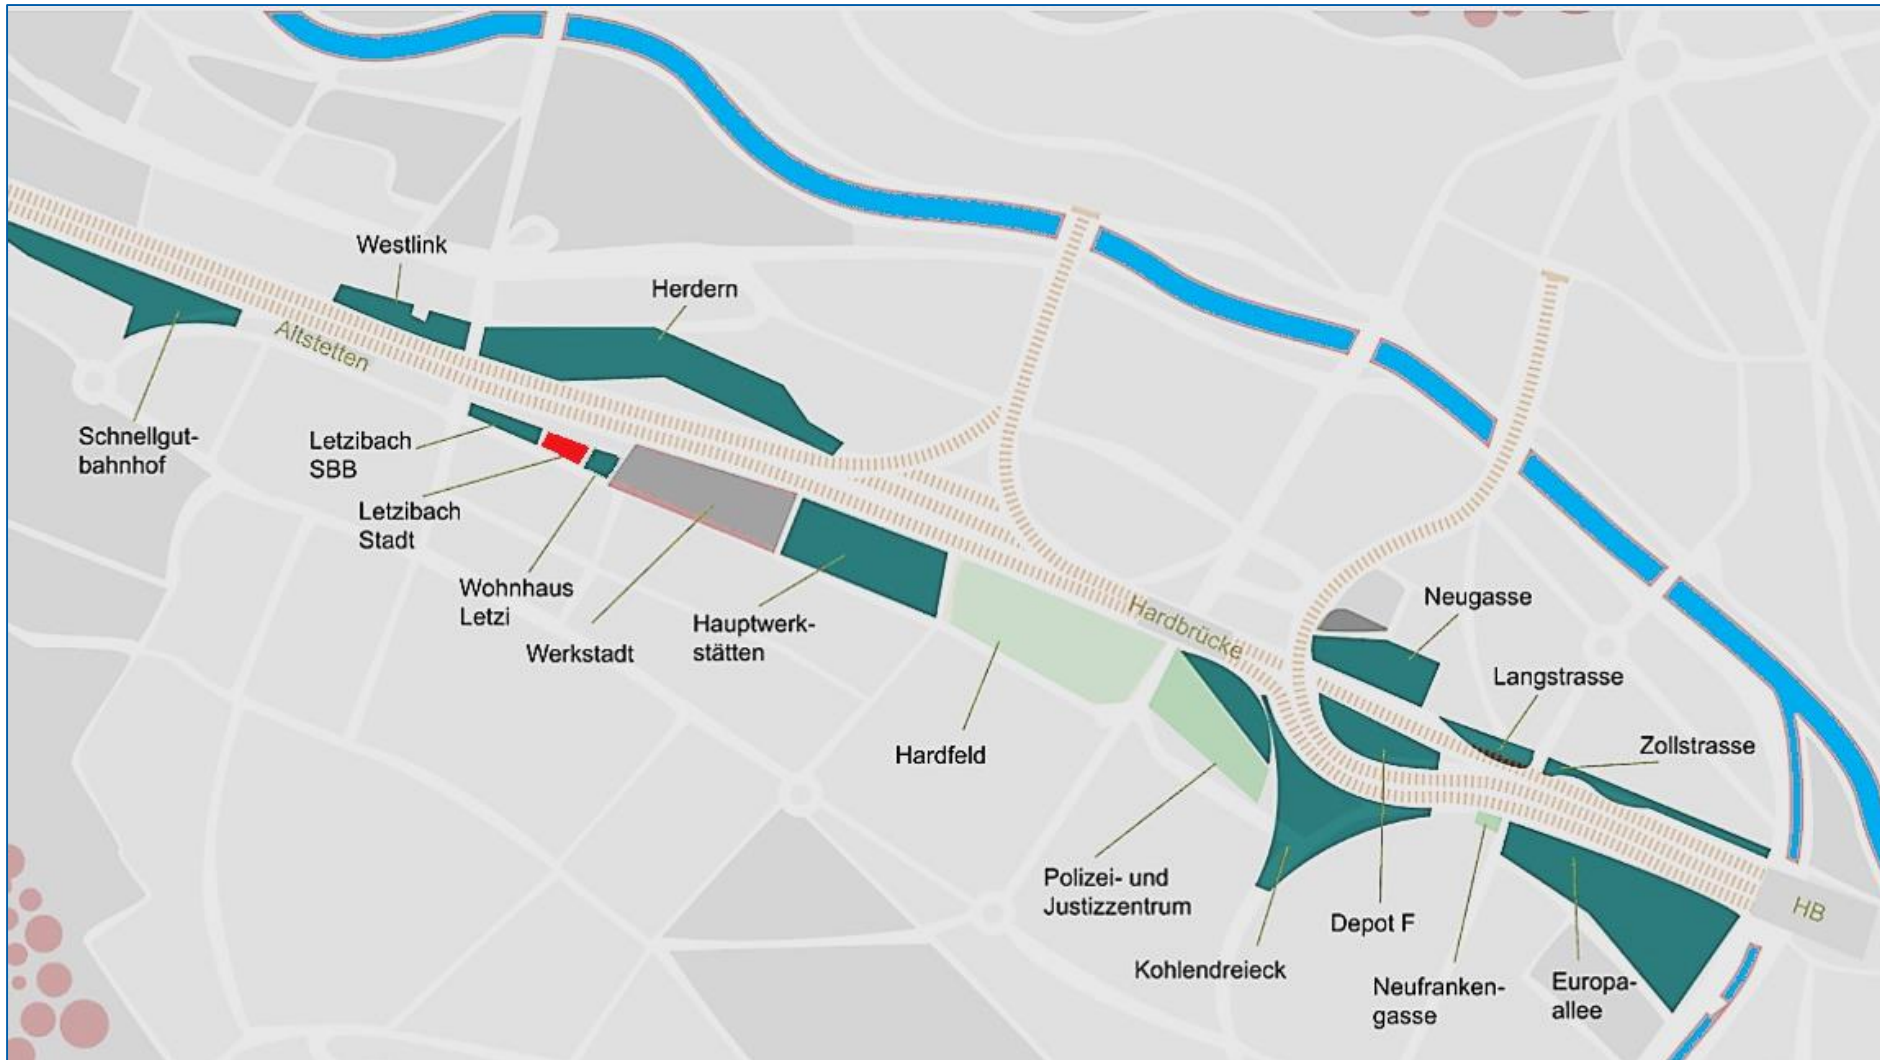 Westlink
Herdern
Altstetten
Schnellgut-
bahnhof
Letzibach
SBB
Letzibach
Stadt
Wohnhaus
Letzi
Werkstadt
Hauptwerk-
stätten
Hardbrücke
Neugasse
Langstrasse
Zollstrasse
Hardfeld
Polizei- und
Justizzentrum
Kohlendreieck
Depot F
Neufranken-
gasse
Europa-
allee
HB